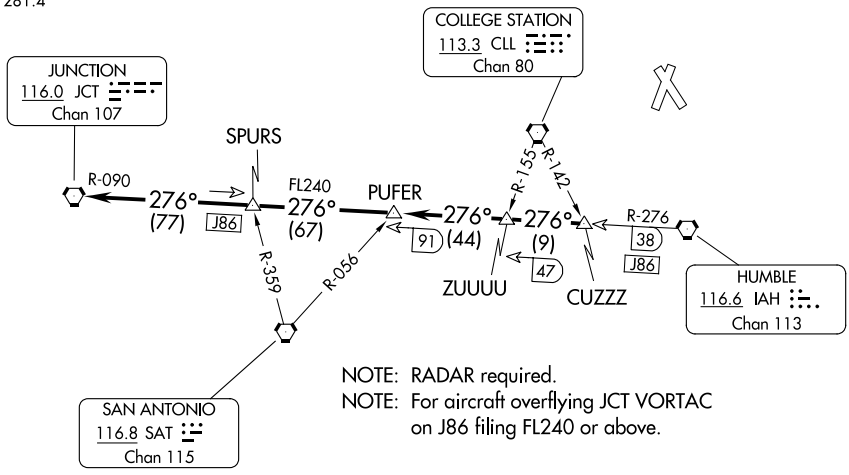 281.4
COLLEGE STATION
113.3 CLL
Chan 80
JUNCTION
116.0 JCT
Chan 107
SPURS
R-155
R-142
R-090
276°
(77)
J86
FL240
276°
(67)
PUFER
91
276°
(44)
276°
(9)
47
R-276
38
J86
ZUUUU
CUZZZ
R-359
R-056
HUMBLE
116.6 IAH
Chan 113
SAN ANTONIO
116.8 SAT
Chan 115
NOTE: RADAR required.
NOTE: For aircraft overflying JCT VORTAC
on J86 filing FL240 or above.